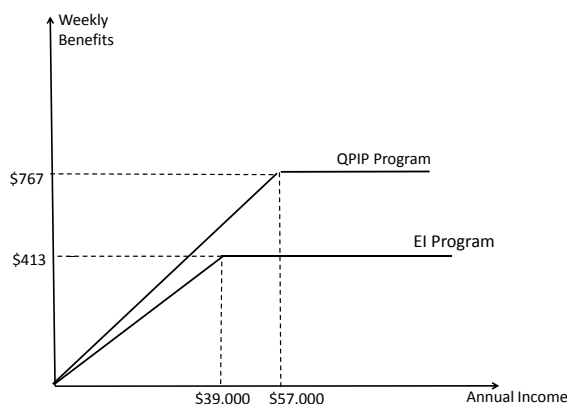 Weekly
Benefits
QPIP Program
$767
EI Program
$413
$39,000
$57,000
Annual Income